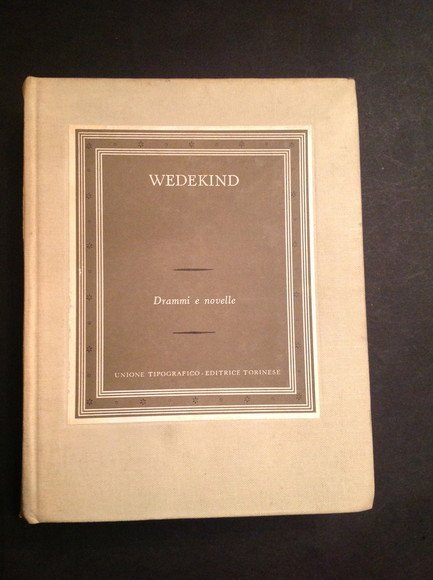 WEDEKIND
Drammi e novelle
UNIONE TIPOGRAFICO-EDITRICE TORINESE